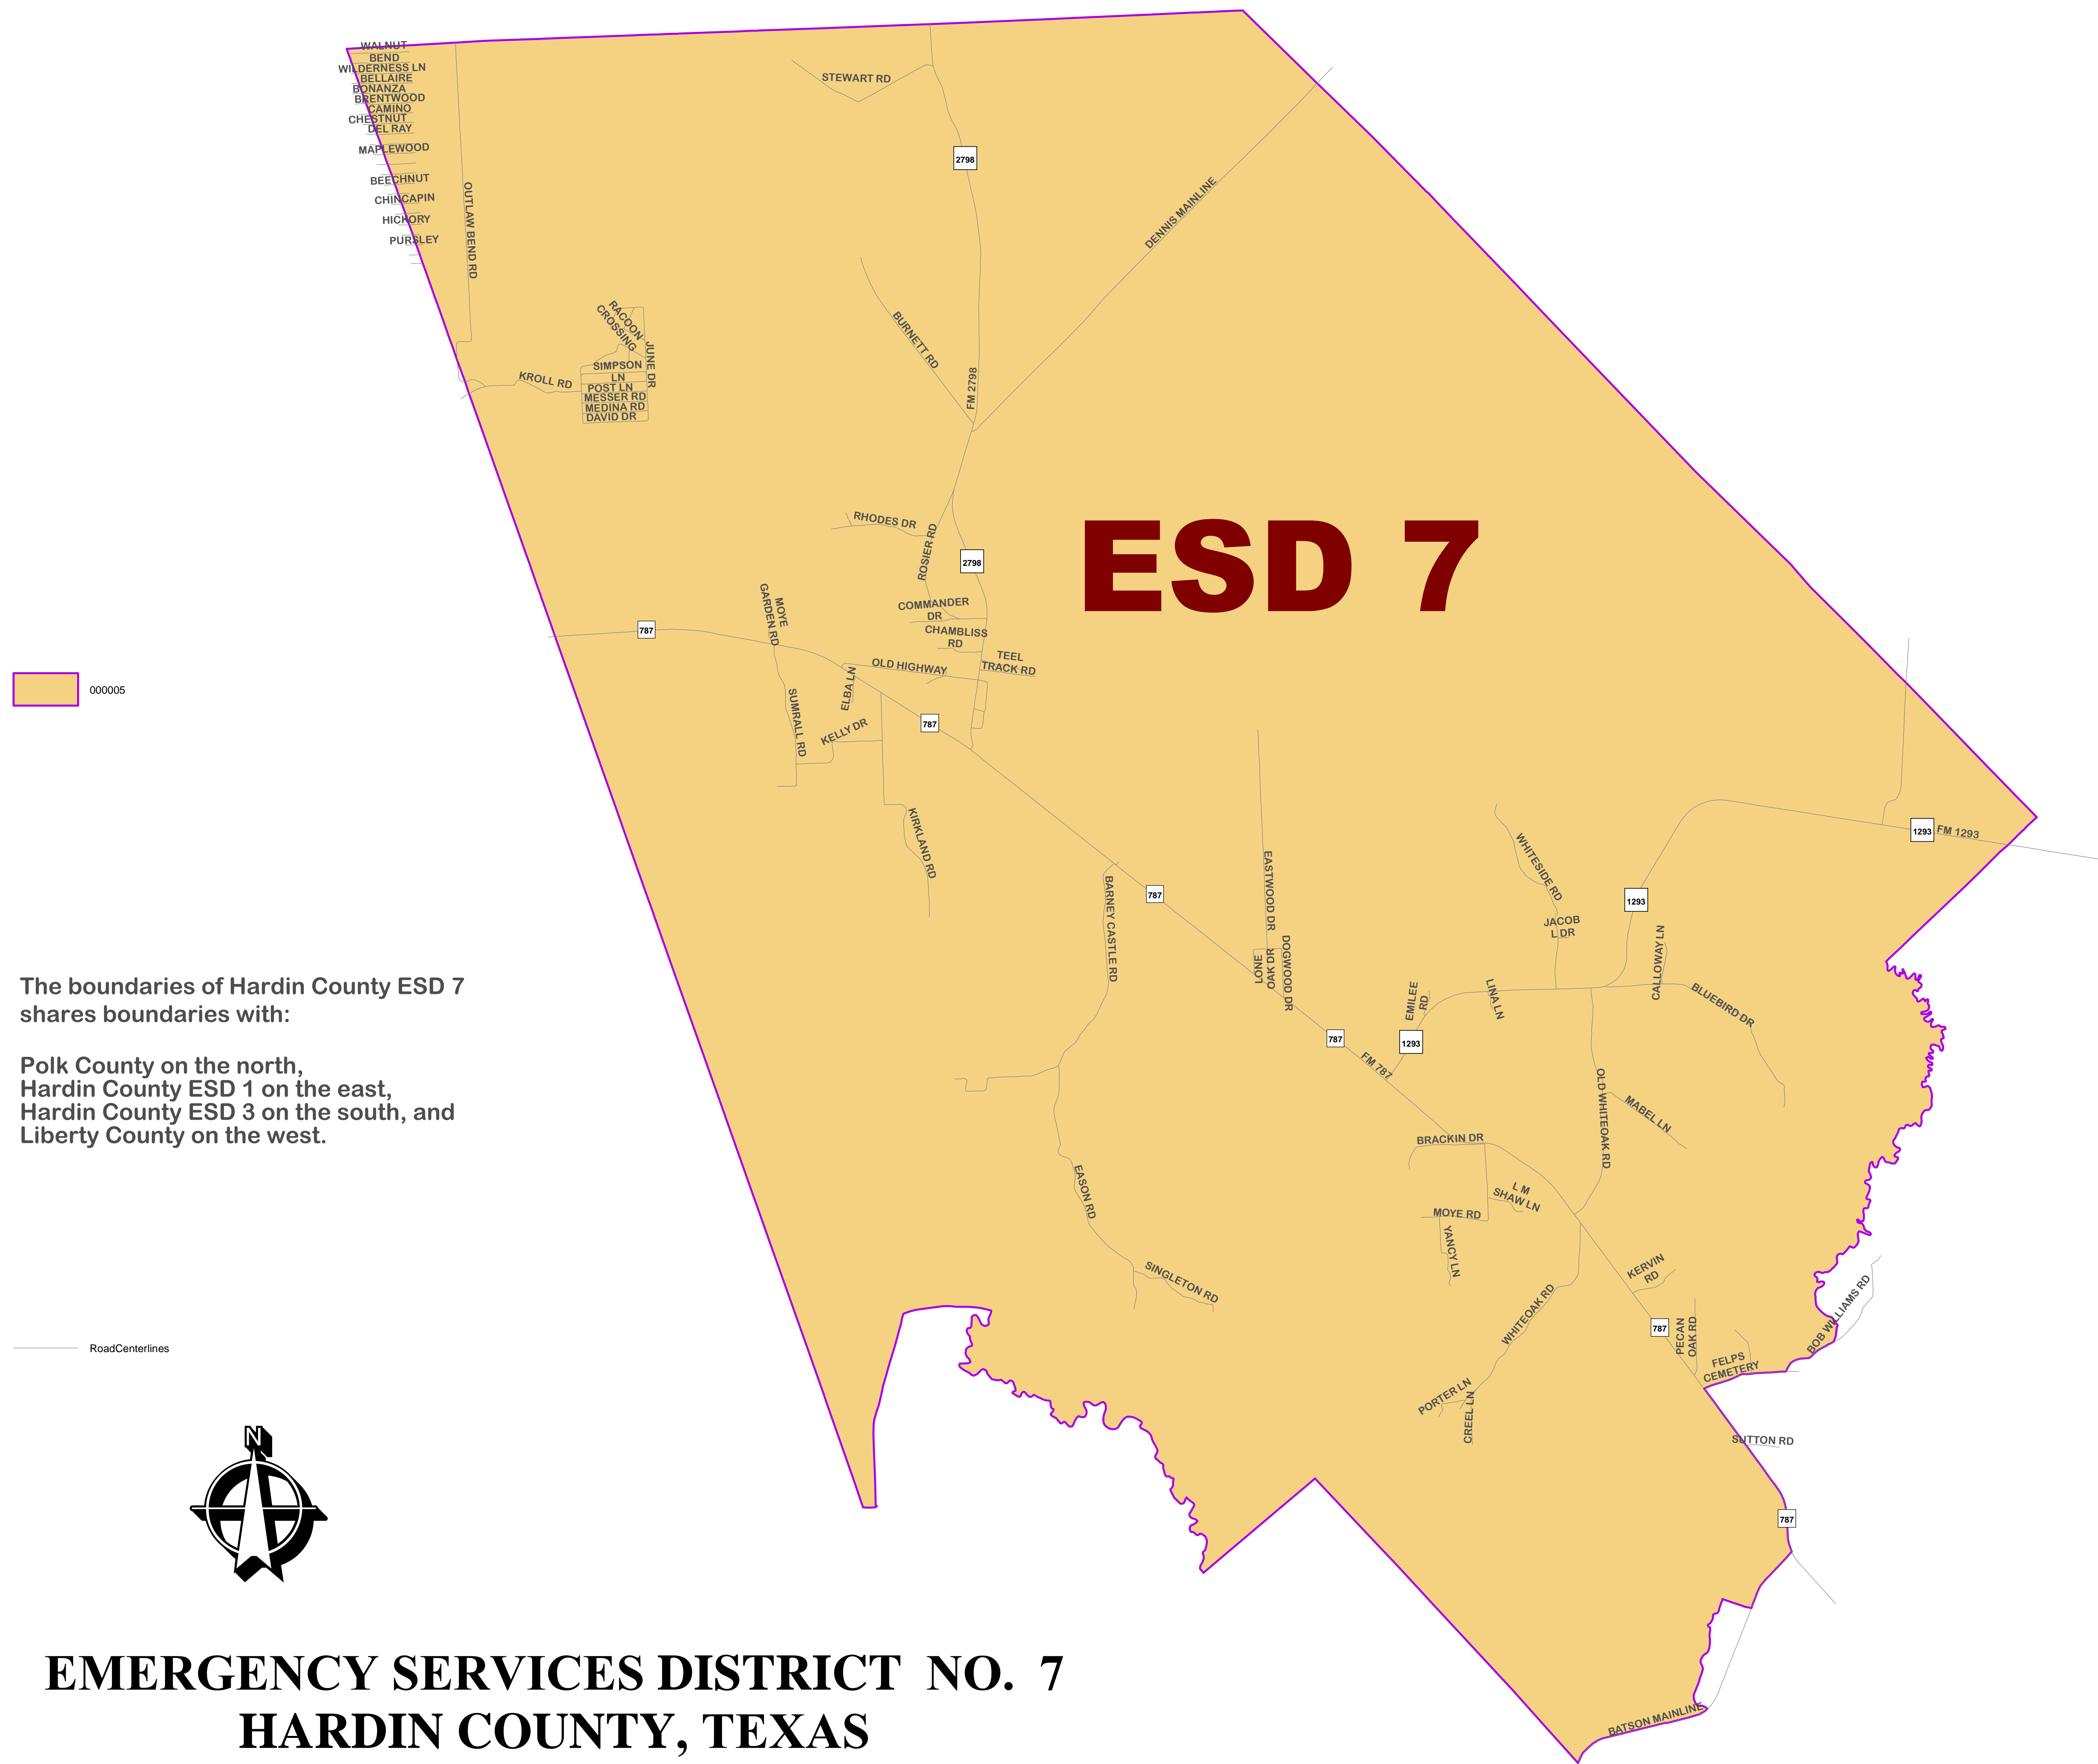 WALNUT
BEND
WILDERNESS LN
BELLAIRE
BONANZA
BRENTWOOD
CAMINO
CHESTNUT
DEL RAY
MAPLEWOOD
BEECHNUT
CHINCAPIN
HICKORY
PURSLEY
OUTLAW BEND RD
STEWART RD
2798
DENNIS MAINLINE
BURNETT RD
FM 2798
RACOON
CROSSING
JUNE DR
SIMPSON
LN
POST LN
MESSER RD
MEDINA RD
DAVID DR
KROLL RD
ESD 7
RHODES DR
ROSIER RD
2798
COMMANDER
DR
CHAMBLISS
RD
TEEL
TRACK RD
MOYE
GARDEN RD
787
OLD HIGHWAY
ELBA LN
SUMRALL RD
KELLY DR
787
KIRKLAND RD
000005
BARNEY CASTLE RD
787
EASTWOOD DR
LONE
OAK DR
DOGWOOD DR
WHITESIDE RD
JACOB
L DR
1293
1293
FM 1293
CALLOWAY LN
BLUEBIRD DR
LINA LN
EMILEE
RD
1293
787
FM 787
OLD WHITEOAK RD
MABEL LN
BRACKIN DR
L M
SHAW LN
MOYE RD
YANCY LN
EASON RD
SINGLETON RD
KERVIN
RD
WHITEOAK RD
787
PECAN
OAK RD
BOB WILLIAMS RD
FELPS
CEMETERY
PORTER LN
CREEL LN
SUTTON RD
787
BATSON MAINLINE
The boundaries of Hardin County ESD 7
shares boundaries with:
Polk County on the north,
Hardin County ESD 1 on the east,
Hardin County ESD 3 on the south, and
Liberty County on the west.
RoadCenterlines
N
EMERGENCY SERVICES DISTRICT NO. 7
HARDIN COUNTY, TEXAS